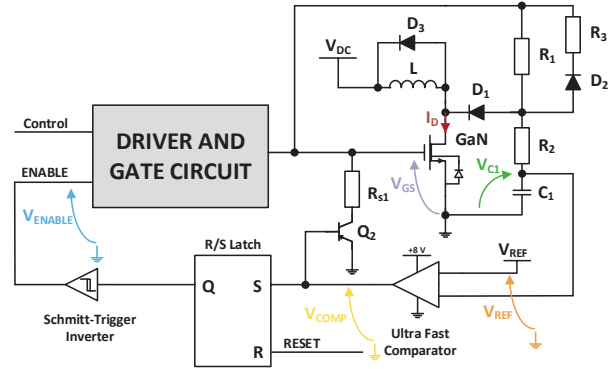 D3
R3
VDC
R1
L
D1
D2
ID
GaN
Control
DRIVER AND
GATE CIRCUIT
R2
VC1
ENABLE
Rs1
VGS
C1
VENABLE
R/S Latch
Q2
+8 V
VREF
Q
S
VCOMP
VREF
Schmitt-Trigger
Inverter
R
RESET
Ultra Fast
Comparator